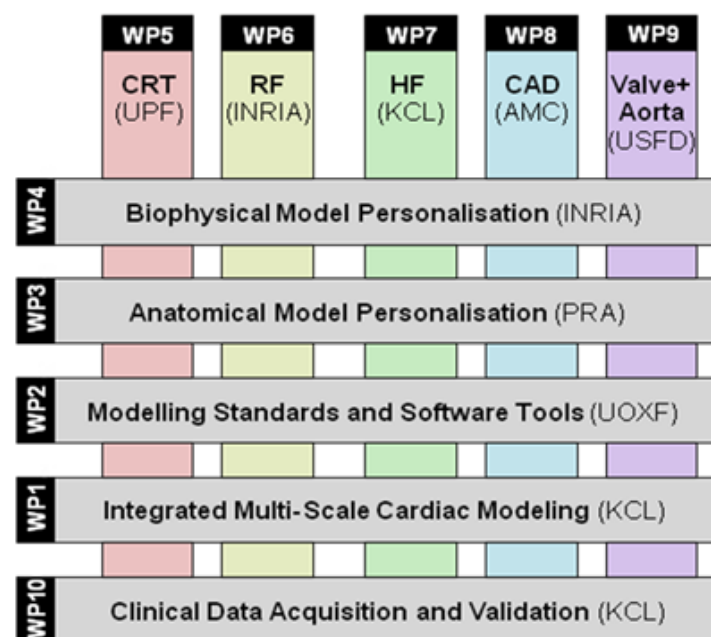 WP5 WP6 WP7 WP8 WP9
CRT RF HF CAD Valve+
(UPF) (INRIA) (KCL) (AMC) Aorta
(USFD)
WP4 Biophysical Model Personalisation (INRIA)
WP3 Anatomical Model Personalisation (PRA)
WP2 Modelling Standards and Software Tools (UOXF)
WP1 Integrated Multi-Scale Cardiac Modeling (KCL)
WP10 Clinical Data Acquisition and Validation (KCL)